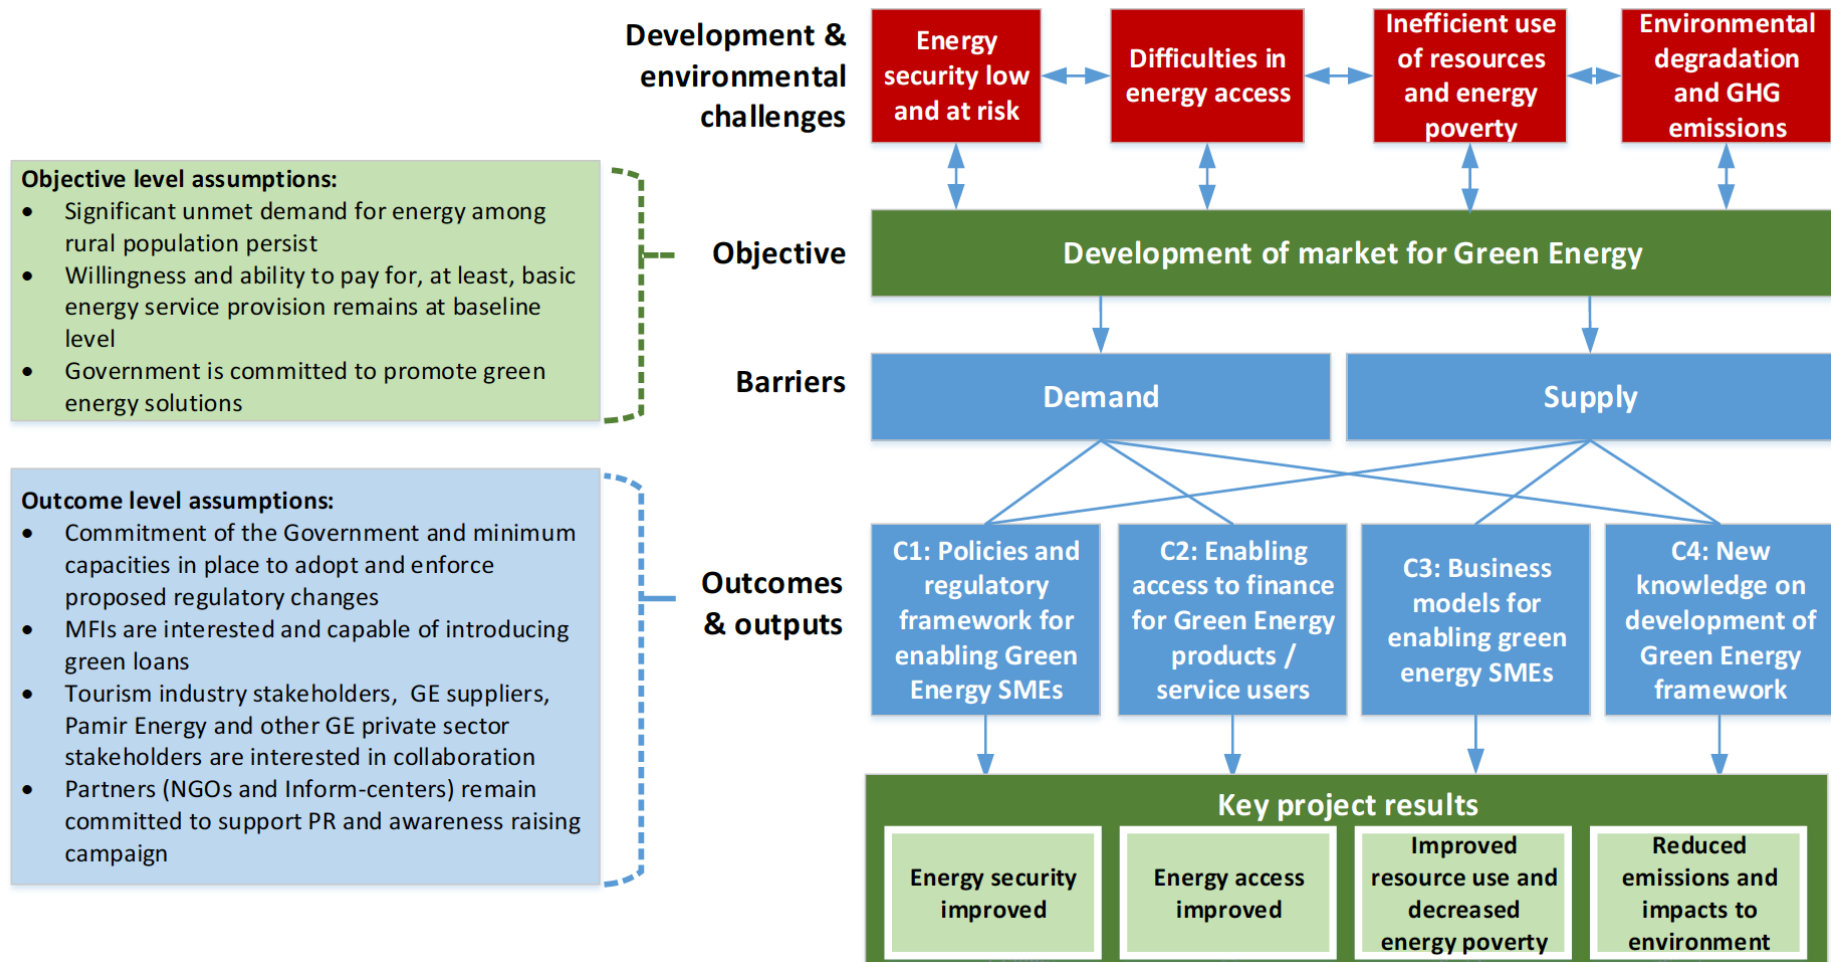 Development &
environmental
challenges
Energy
security low
and at risk
Difficulties in
energy access
Inefficient use
of resources
and energy
poverty
Environmental
degradation
and GHG
emissions
Objective level assumptions:
• Significant unmet demand for energy among
rural population persist
• Willingness and ability to pay for, at least, basic
energy service provision remains at baseline
level
• Government is committed to promote green
energy solutions
Objective
Development of market for Green Energy
Barriers
Demand
Supply
Outcome level assumptions:
• Commitment of the Government and minimum
capacities in place to adopt and enforce
proposed regulatory changes
• MFIs are interested and capable of introducing
green loans
• Tourism industry stakeholders, GE suppliers,
Pamir Energy and other GE private sector
stakeholders are interested in collaboration
• Partners (NGOs and Inform-centers) remain
committed to support PR and awareness raising
campaign
Outcomes
& outputs
C1: Policies and
regulatory
framework for
enabling Green
Energy SMEs
C2: Enabling
access to finance
for Green Energy
products /
service users
C3: Business
models for
enabling green
energy SMEs
C4: New
knowledge on
development of
Green Energy
framework
Key project results
Energy security
improved
Energy access
improved
Improved
resource use and
decreased
energy poverty
Reduced
emissions and
impacts to
environment